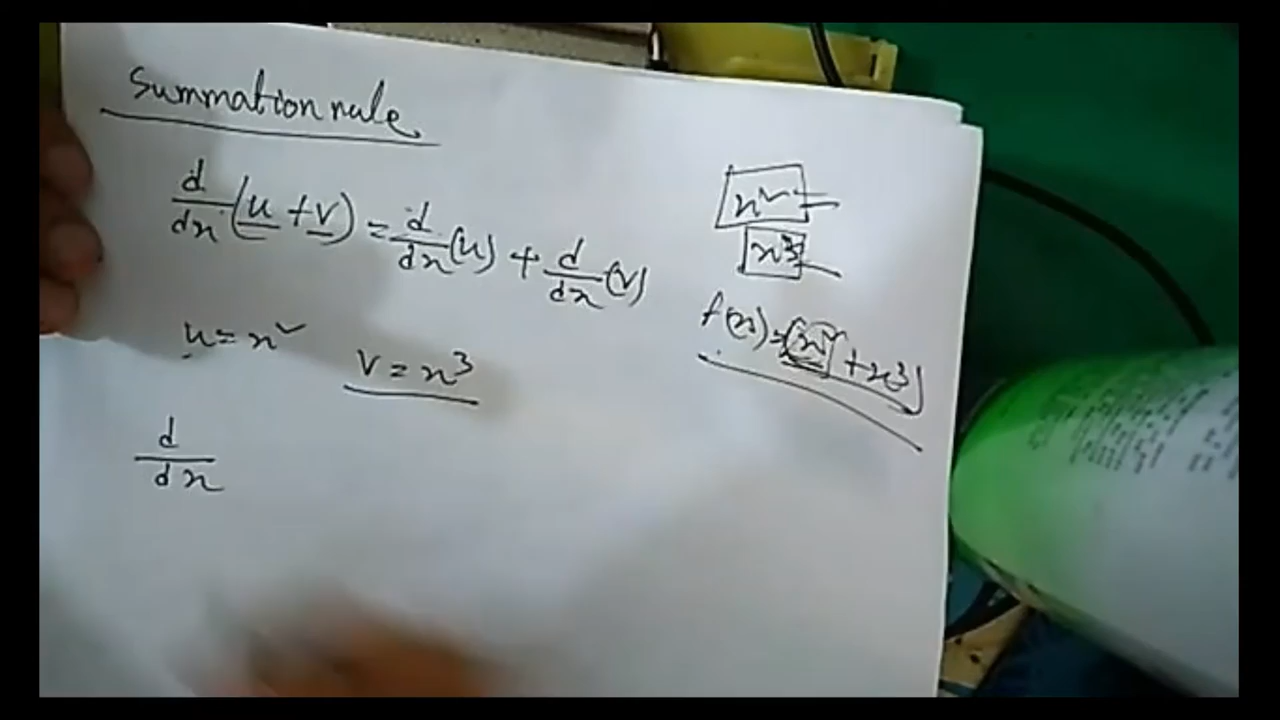 Summation rule
d/dx (u + v) = d/dx (u) + d/dx (v)
u = x²
v = x³
d/dx
x²
x³
f(x) = (x² + x³)